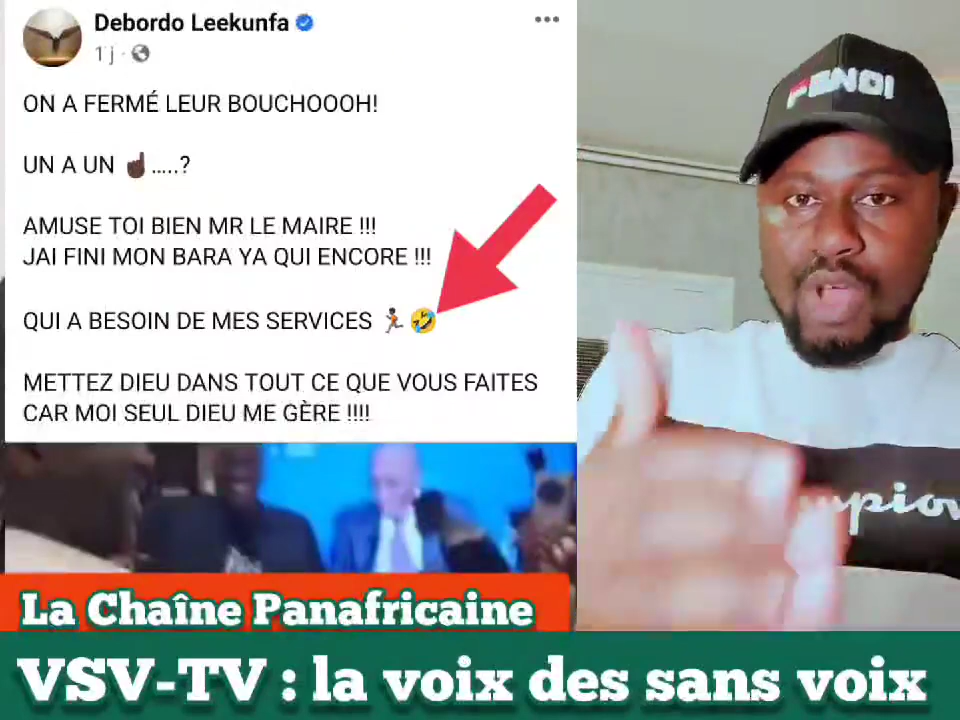 Debordo Leekunfa
1 j
ON A FERMÉ LEUR BOUCHOOOH!
UN A UN ☝🏿.....?
AMUSE TOI BIEN MR LE MAIRE !!!
JAI FINI MON BARA YA QUI ENCORE !!!
QUI A BESOIN DE MES SERVICES 🏃🏿🤣
METTEZ DIEU DANS TOUT CE QUE VOUS FAITES
CAR MOI SEUL DIEU ME GÈRE !!!!
FENDI
La Chaîne Panafricaine
VSV-TV : la voix des sans voix